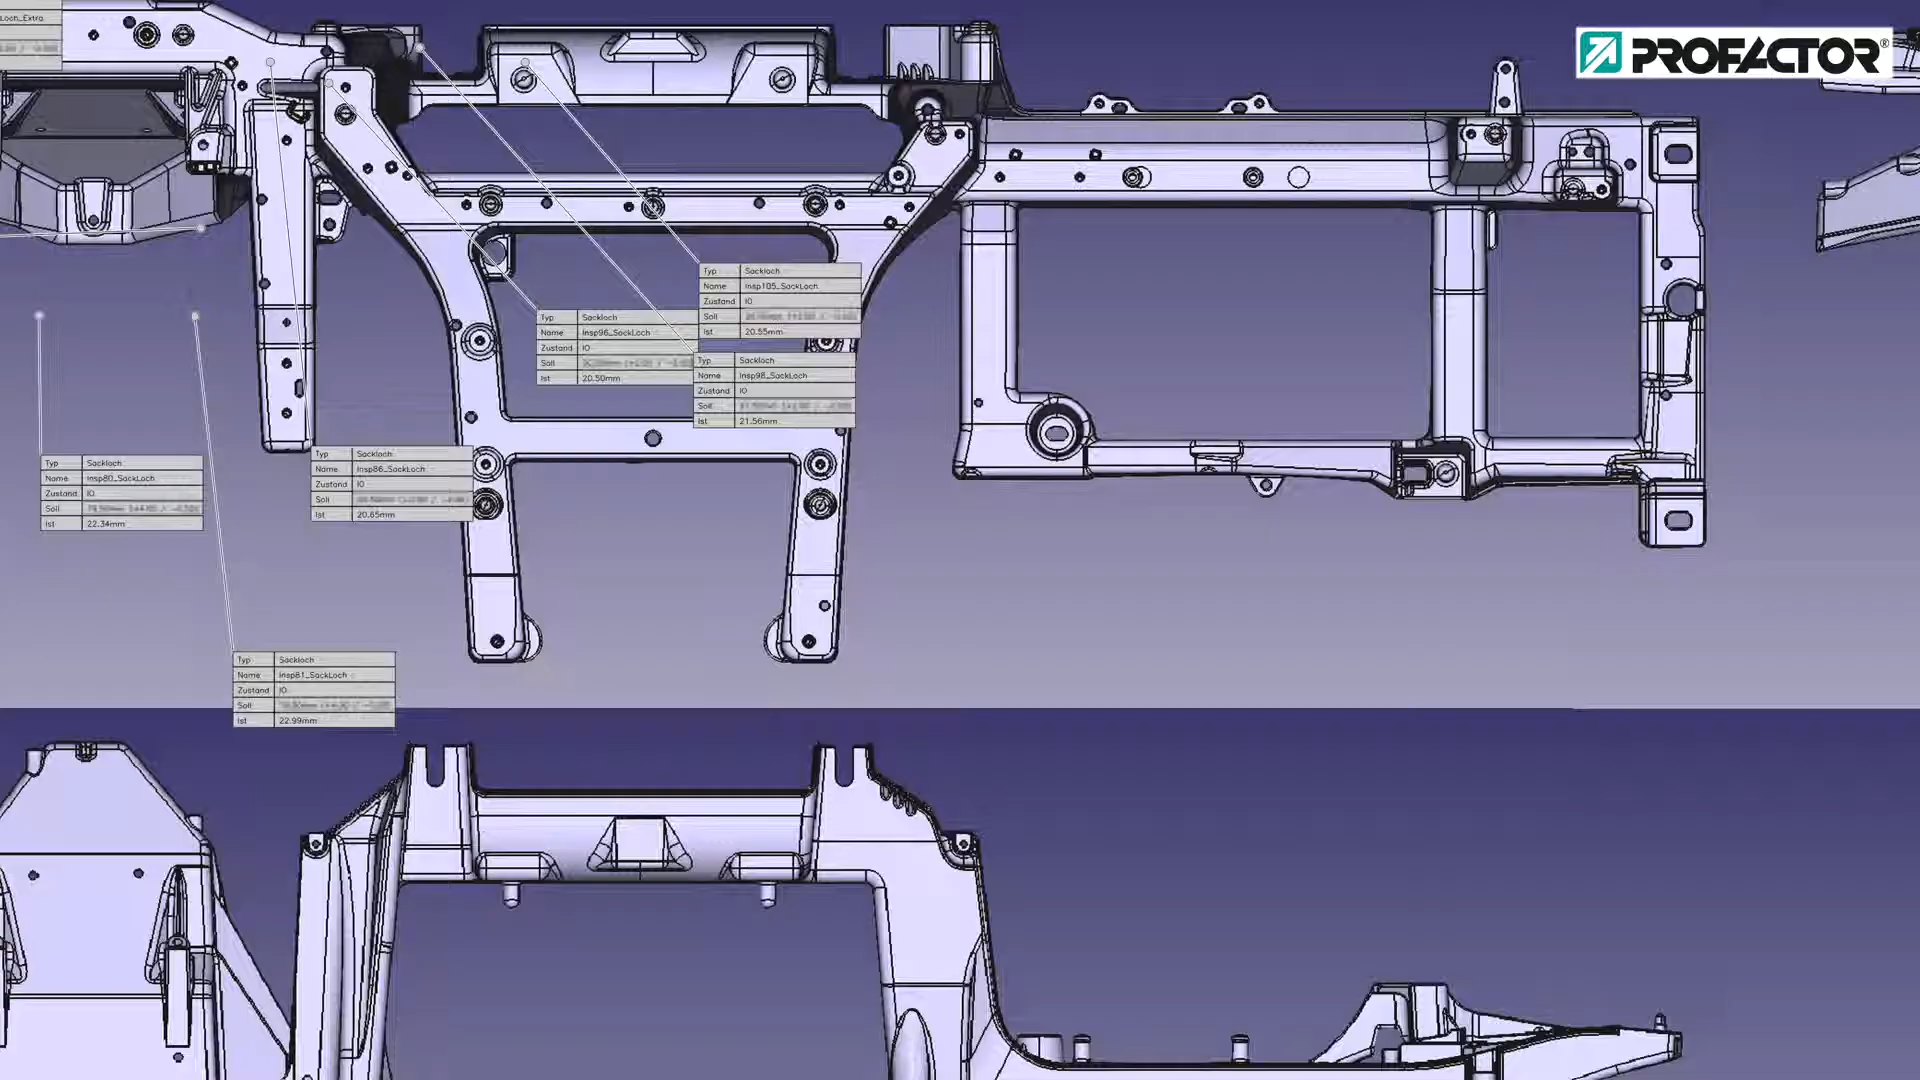 Loch_Extra
PROFACTOR®
Typ Sackloch
Name Insp105_SackLoch
Zustand IO
Soll
Ist 20.55mm
Typ Sackloch
Name Insp96_SackLoch
Zustand IO
Soll
Ist 20.50mm
Typ Sackloch
Name Insp98_SackLoch
Zustand IO
Soll
Ist 21.56mm
Typ Sackloch
Name Insp86_SackLoch
Zustand IO
Soll
Ist 20.65mm
Typ Sackloch
Name Insp80_SackLoch
Zustand IO
Soll
Ist 22.34mm
Typ Sackloch
Name Insp81_SackLoch
Zustand IO
Soll
Ist 22.99mm